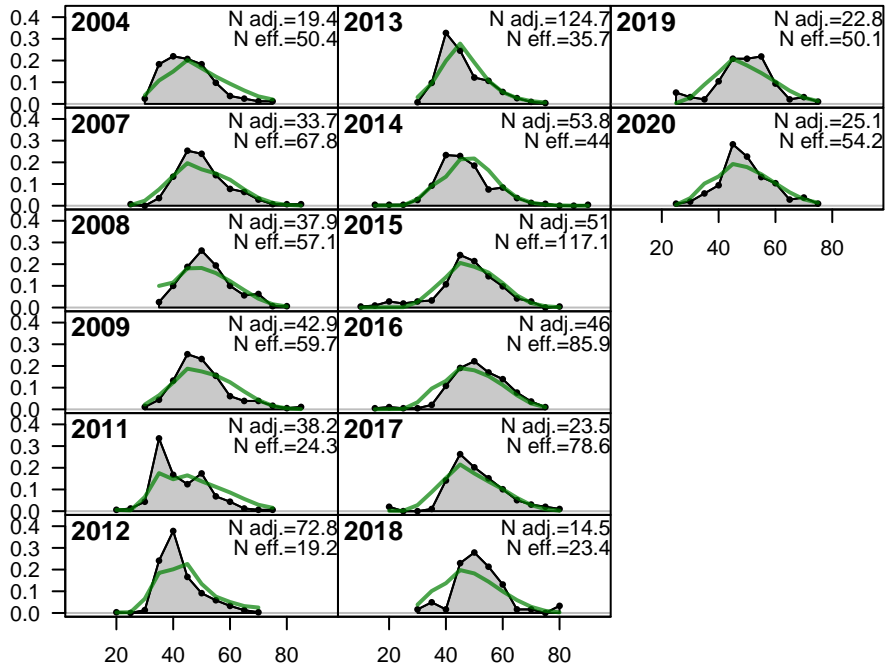 2004
N adj.=19.4
N eff.=50.4
2013
N adj.=124.7
N eff.=35.7
2019
N adj.=22.8
N eff.=50.1
0.4
0.3
0.2
0.1
0.0
2007
N adj.=33.7
N eff.=67.8
2014
N adj.=53.8
N eff.=44
2020
N adj.=25.1
N eff.=54.2
0.4
0.3
0.2
0.1
0.0
2008
N adj.=37.9
N eff.=57.1
2015
N adj.=51
N eff.=117.1
20 40 60 80
0.4
0.3
0.2
0.1
0.0
2009
N adj.=42.9
N eff.=59.7
2016
N adj.=46
N eff.=85.9
0.4
0.3
0.2
0.1
0.0
2011
N adj.=38.2
N eff.=24.3
2017
N adj.=23.5
N eff.=78.6
0.4
0.3
0.2
0.1
0.0
2012
N adj.=72.8
N eff.=19.2
2018
N adj.=14.5
N eff.=23.4
0.4
0.3
0.2
0.1
0.0
20 40 60 80
20 40 60 80